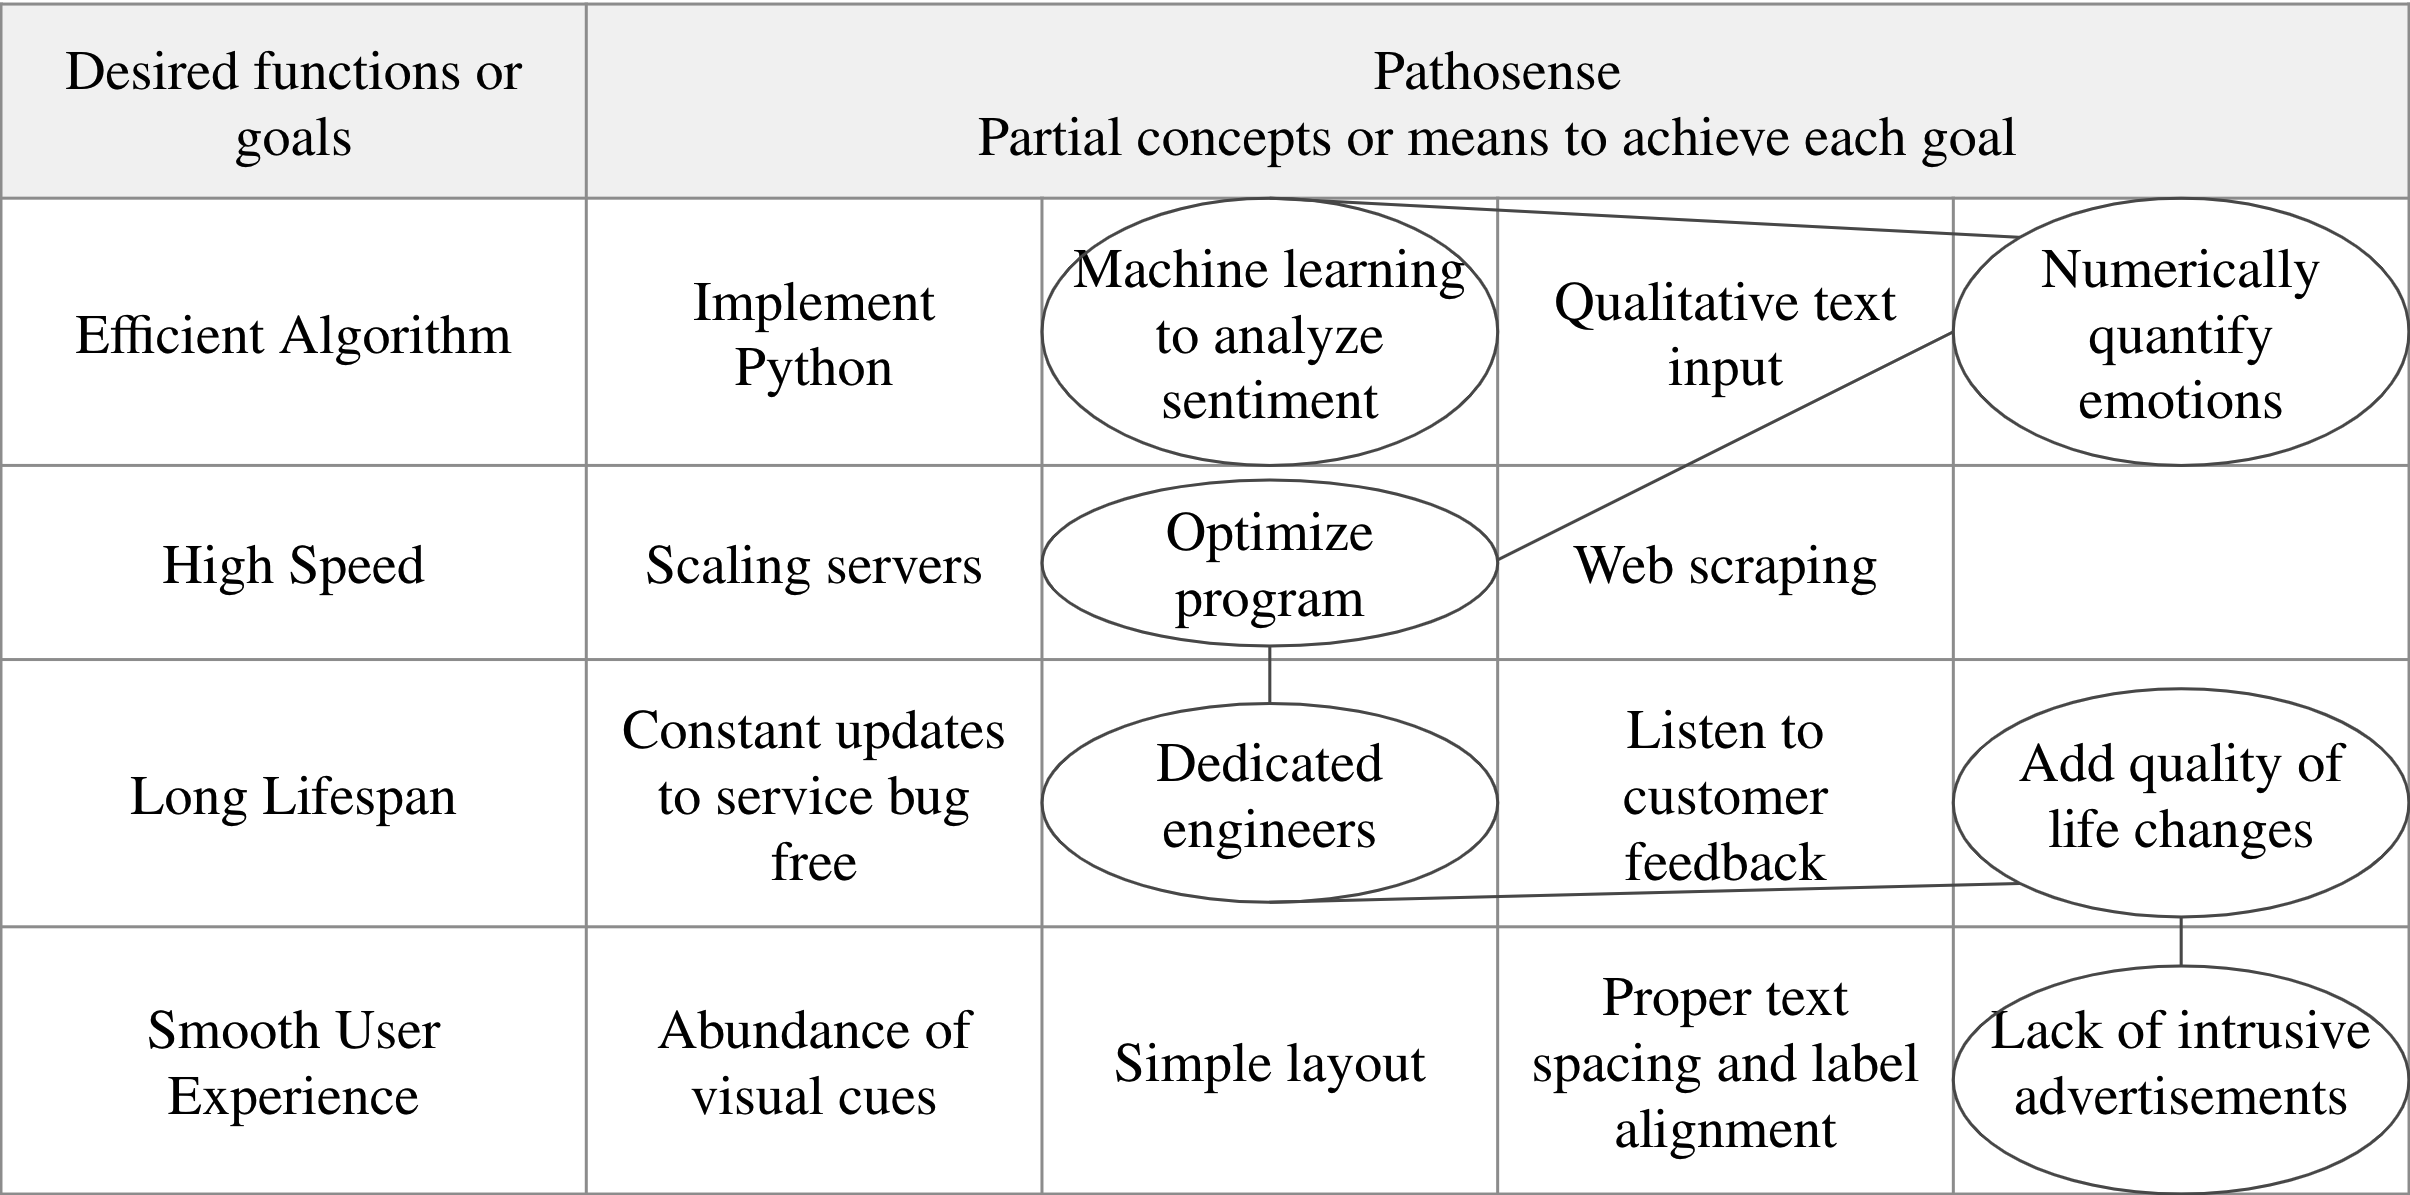 Desired functions or
goals
Pathosense
Partial concepts or means to achieve each goal
Efficient Algorithm
Implement
Python
Machine learning
to analyze
sentiment
Qualitative text
input
Numerically
quantify
emotions
High Speed
Scaling servers
Optimize
program
Web scraping
Long Lifespan
Constant updates
to service bug
free
Dedicated
engineers
Listen to
customer
feedback
Add quality of
life changes
Smooth User
Experience
Abundance of
visual cues
Simple layout
Proper text
spacing and label
alignment
Lack of intrusive
advertisements